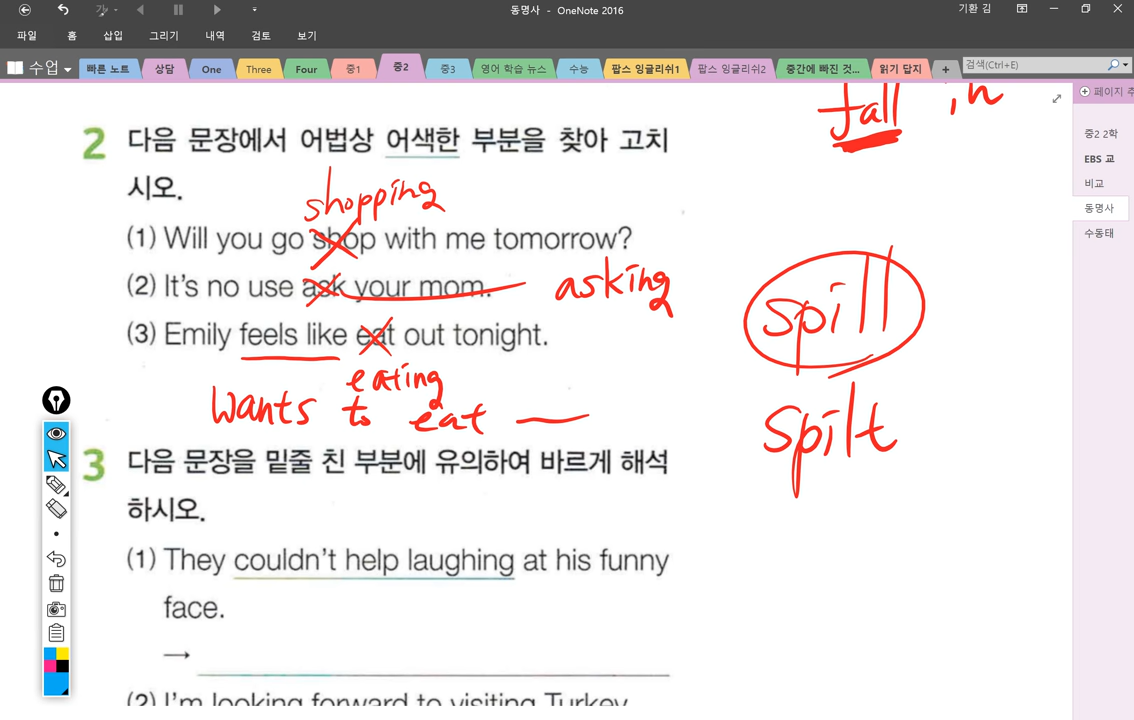 동명사 - OneNote 2016
기환 김
파일 홈 삽입 그리기 내역 검토 보기
수업 빠른 노트 상담 One Three Four 중1 중2 중3 영어 학습 뉴스 수능 팝스 잉글리쉬1 팝스 잉글리쉬2 중간에 빠진 것... 읽기 답지 + 검색(Ctrl+E)
페이지 추
중2 2학
EBS 교
비교
동명사
수동태
fall in
2 다음 문장에서 어법상 어색한 부분을 찾아 고치
시오.
shopping
(1) Will you go shop with me tomorrow?
(2) It's no use ask your mom. asking
(3) Emily feels like eat out tonight.
eating
wants to eat
spill
spilt
3 다음 문장을 밑줄 친 부분에 유의하여 바르게 해석
하시오.
(1) They couldn't help laughing at his funny
face.
→
(2) I'm looking forward to visiting Turkey